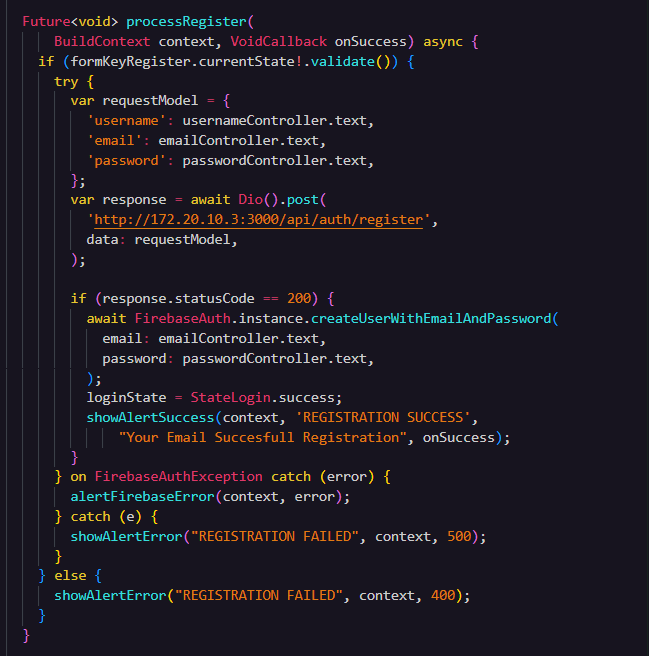 Future<void> processRegister(
BuildContext context, VoidCallback onSuccess) async {
if (formKeyRegister.currentState!.validate()) {
try {
var requestModel = {
'username': usernameController.text,
'email': emailController.text,
'password': passwordController.text,
};
var response = await Dio().post(
'http://172.20.10.3:3000/api/auth/register',
data: requestModel,
);
if (response.statusCode == 200) {
await FirebaseAuth.instance.createUserWithEmailAndPassword(
email: emailController.text,
password: passwordController.text,
);
loginState = StateLogin.success;
showAlertSuccess(context, 'REGISTRATION SUCCESS',
"Your Email Succesfull Registration", onSuccess);
}
} on FirebaseAuthException catch (error) {
alertFirebaseError(context, error);
} catch (e) {
showAlertError("REGISTRATION FAILED", context, 500);
}
} else {
showAlertError("REGISTRATION FAILED", context, 400);
}
}